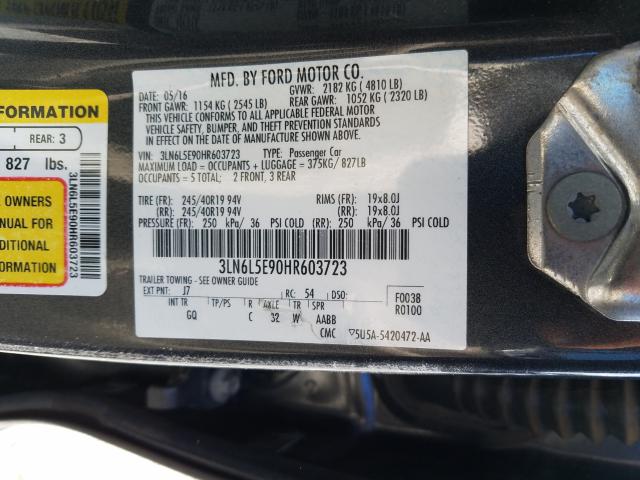 FORMATION
REAR: 3
827 lbs.
OWNERS
MANUAL FOR
DITIONAL
FORMATION
3LN6L5E90HR603723
MFD. BY FORD MOTOR CO.
DATE: 05/16 GVWR: 2182 KG ( 4810 LB)
FRONT GAWR: 1154 KG ( 2545 LB) REAR GAWR: 1052 KG ( 2320 LB)
THIS VEHICLE CONFORMS TO ALL APPLICABLE FEDERAL MOTOR
VEHICLE SAFETY, BUMPER, AND THEFT PREVENTION STANDARDS
IN EFFECT ON THE DATE OF MANUFACTURE SHOWN ABOVE.
VIN: 3LN6L5E90HR603723 TYPE: Passenger Car
MAXIMUM LOAD = OCCUPANTS + LUGGAGE = 375KG/ 827LB
OCCUPANTS = 5 TOTAL: 2 FRONT, 3 REAR
TIRE (FR): 245/40R19 94V RIMS (FR): 19x8.0J
(RR): 245/40R19 94V (RR): 19x8.0J
PRESSURE (FR): 250 kPa/ 36 PSI COLD (RR): 250 kPa/ 36 PSI COLD
3LN6L5E90HR603723
TRAILER TOWING - SEE OWNER GUIDE
EXT PNT: J7 RC: 54 DSO: F0038
INT TR TP/PS R AXLE TR SPR R0100
GQ C 32 W AABB
CMC ▽5U5A-5420472-AA